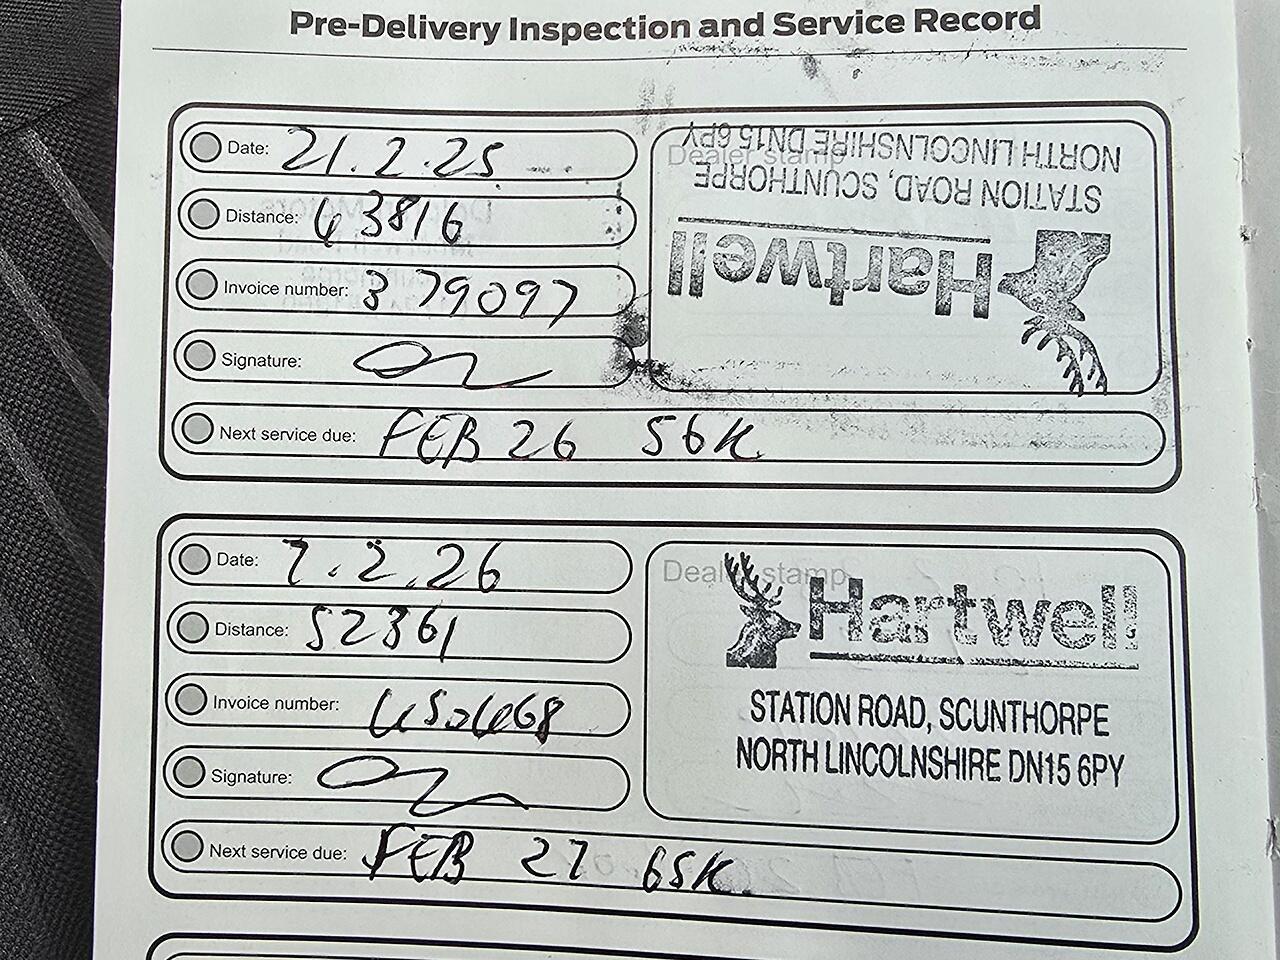 Pre-Delivery Inspection and Service Record
Date: 21.2.25
Distance: 43816
Invoice number: 379097
Signature:
Next service due: FEB 26 56K
Dealer stamp
Hartwell
STATION ROAD, SCUNTHORPE
NORTH LINCOLNSHIRE DN15 6PY
Date: 7.2.26
Distance: 52361
Invoice number:
Signature:
Next service due: FEB 27 65K
Dealer stamp
Hartwell
STATION ROAD, SCUNTHORPE
NORTH LINCOLNSHIRE DN15 6PY